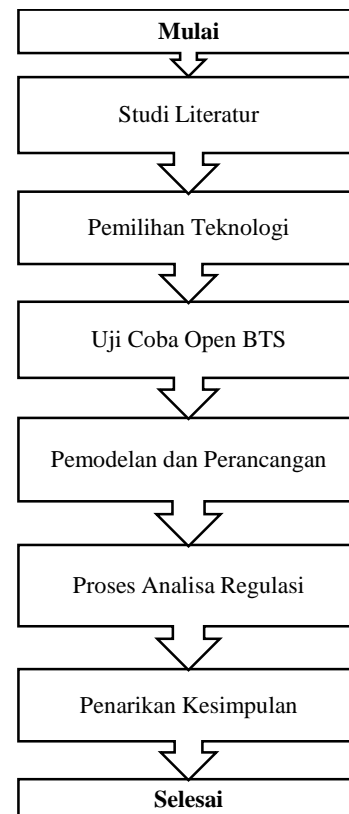 Mulai
Studi Literatur
Pemilihan Teknologi
Uji Coba Open BTS
Pemodelan dan Perancangan
Proses Analisa Regulasi
Penarikan Kesimpulan
Selesai